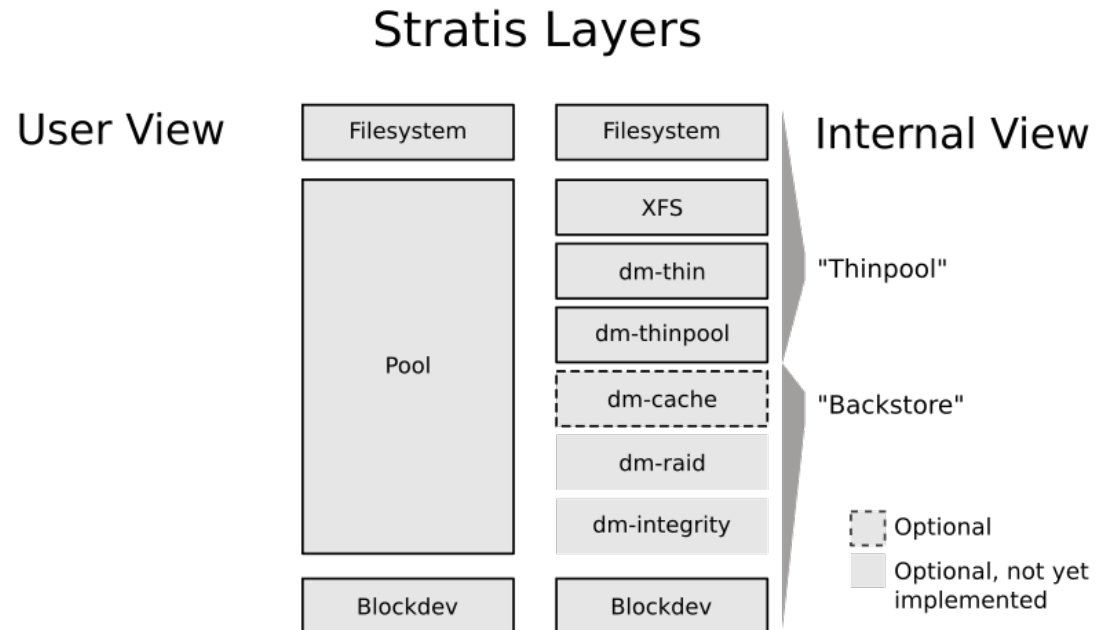 Stratis Layers
User View
Internal View
Filesystem
Pool
Blockdev
Filesystem
XFS
dm-thin
dm-thinpool
dm-cache
dm-raid
dm-integrity
Blockdev
"Thinpool"
"Backstore"
Optional
Optional, not yet
implemented